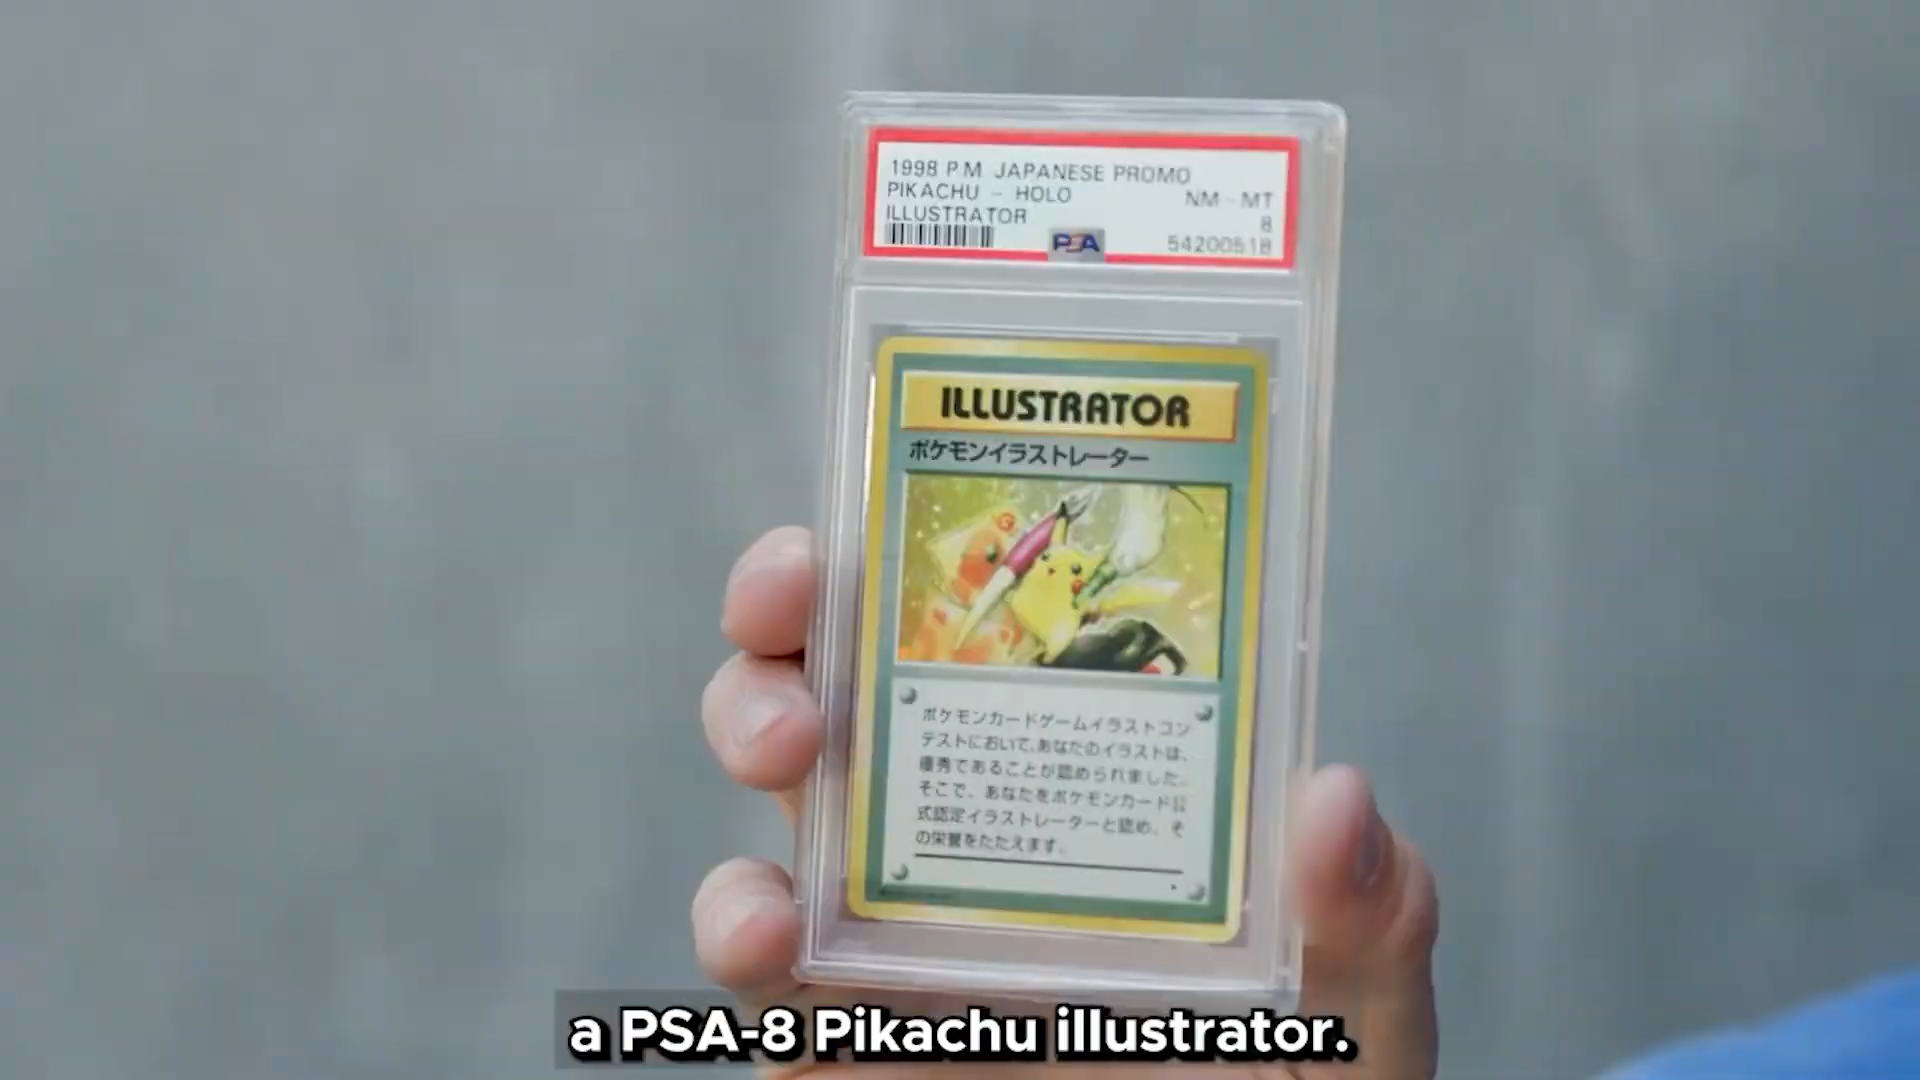 1998 P.M. JAPANESE PROMO
PIKACHU - HOLO
NM - MT
ILLUSTRATOR
8
PSA
54200518
ILLUSTRATOR
ポケモンイラストレーター
ポケモンカードゲームイラストコン
テストにおいて、あなたのイラストは、
優秀であることが認められました。
そこで、あなたをポケモンカード公
式認定イラストレーターと認め、そ
の栄誉をたたえます。
a PSA-8 Pikachu illustrator.